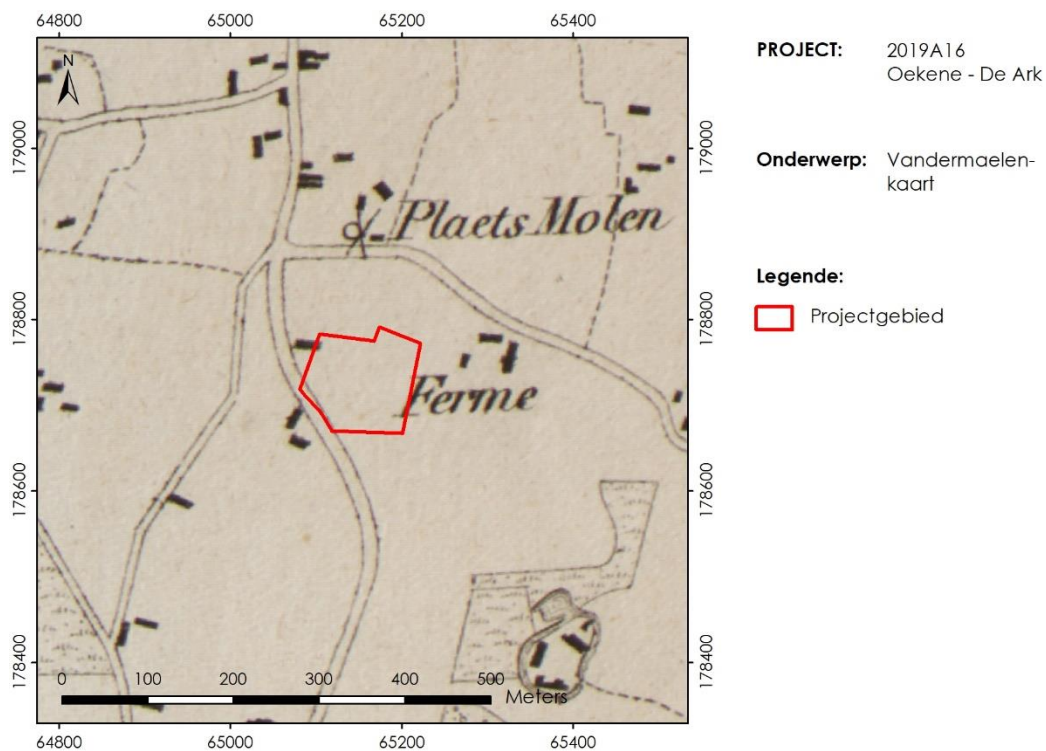 64800 65000 65200 65400
N
179000
178800
178600
178400
Plaets Molen
Ferme
0 100 200 300 400 500
Meters
179000
178800
178600
178400
64800 65000 65200 65400
PROJECT: 2019A16
Oekene - De Ark
Onderwerp: Vandermaelen-
kaart
Legende:
Projectgebied